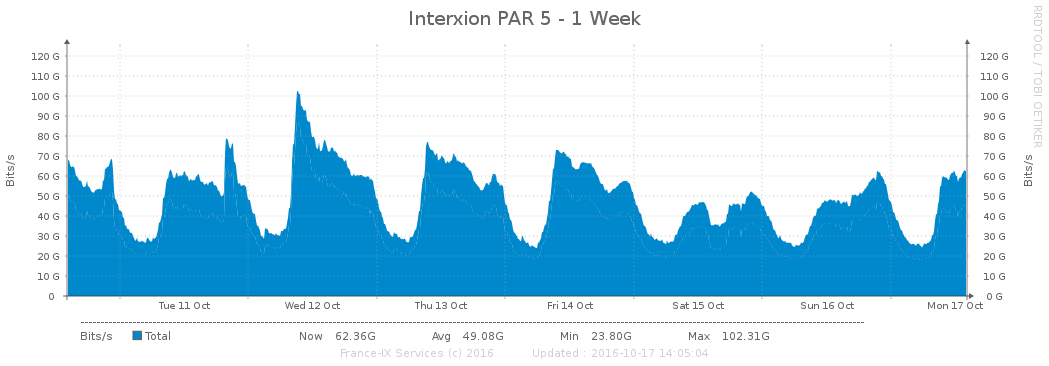 Interxion PAR 5 - 1 Week
RRDTOOL / TOBI OETIKER
Bits/s
120 G 120 G
110 G 110 G
100 G 100 G
90 G 90 G
80 G 80 G
70 G 70 G
60 G 60 G
50 G 50 G
40 G 40 G
30 G 30 G
20 G 20 G
10 G 10 G
0 0 G
Bits/s
Tue 11 Oct Wed 12 Oct Thu 13 Oct Fri 14 Oct Sat 15 Oct Sun 16 Oct Mon 17 Oct
Bits/s Total Now 62.36G Avg 49.08G Min 23.80G Max 102.31G
France-IX Services (c) 2016 Updated : 2016-10-17 14:05:04